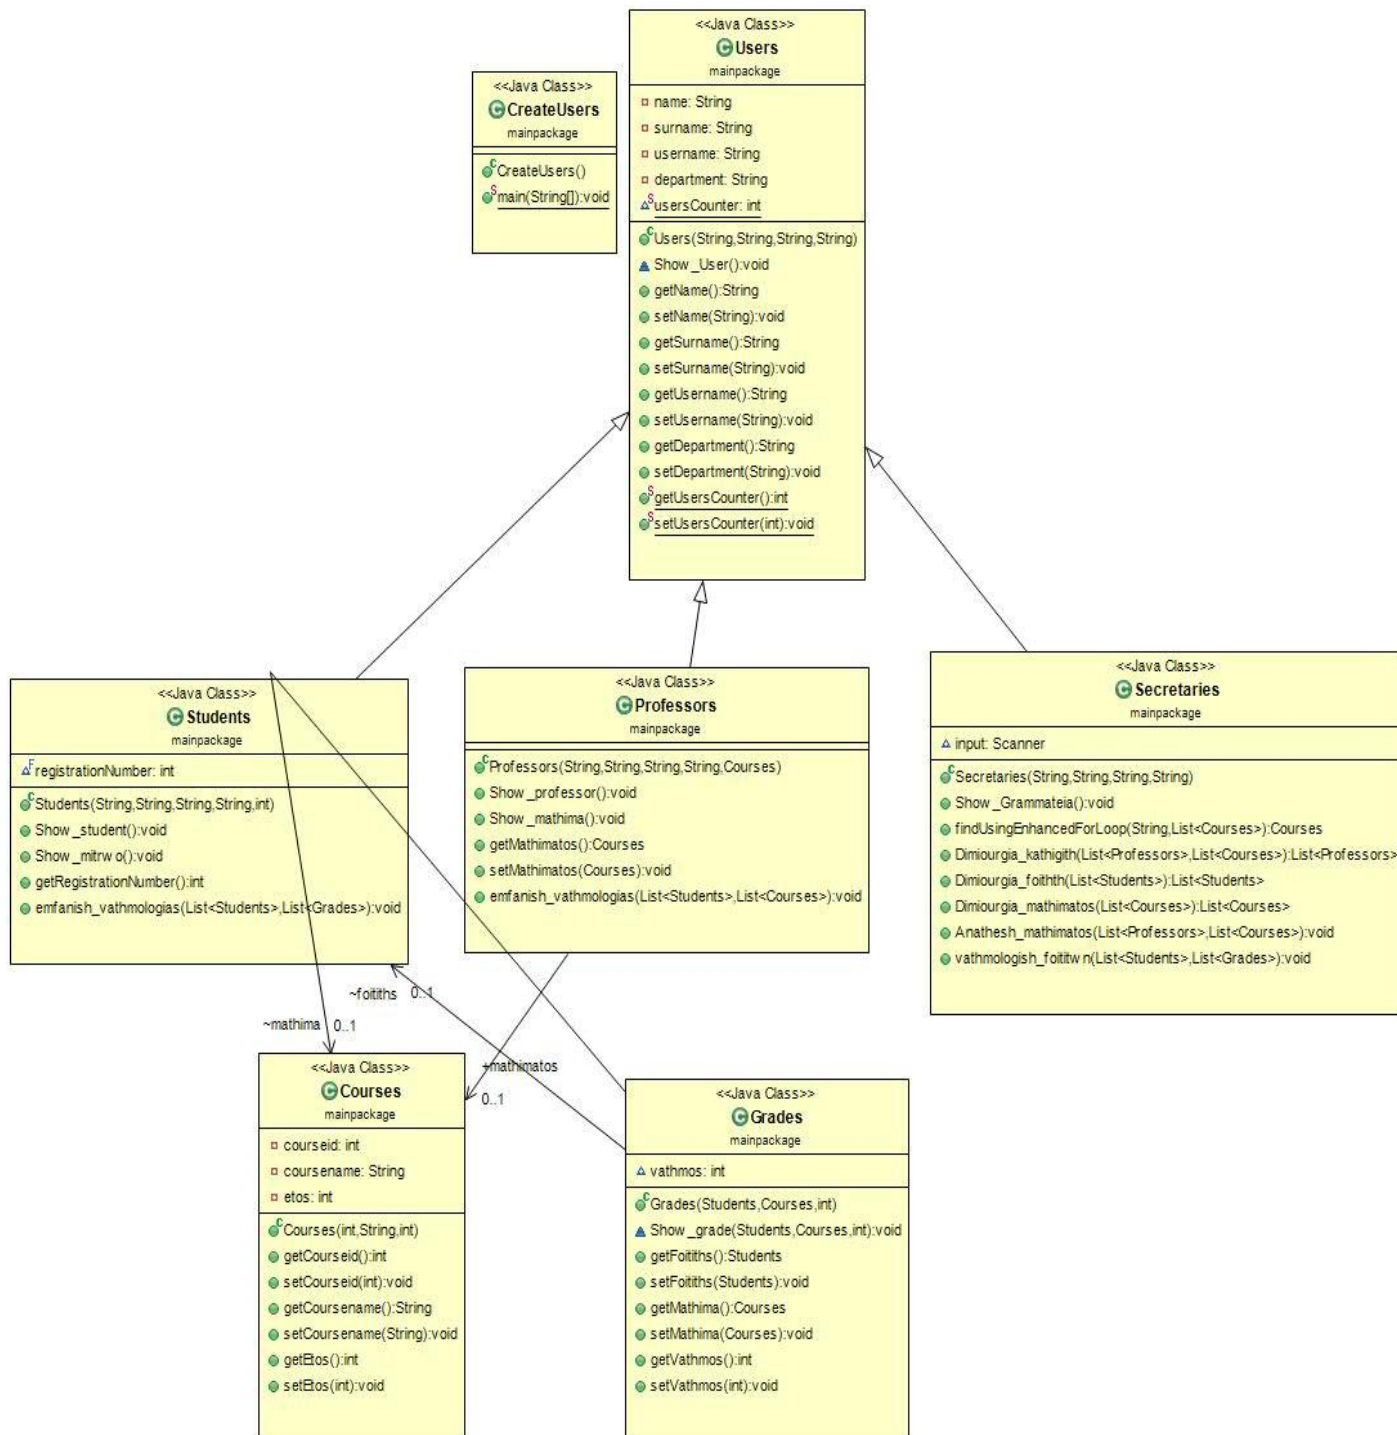 <<Java Class>>
CreateUsers
mainpackage
CreateUsers()
main(String[]):void
<<Java Class>>
Users
mainpackage
name: String
surname: String
username: String
department: String
usersCounter: int
Users(String,String,String,String)
Show_User():void
getName():String
setName(String):void
getSurname():String
setSurname(String):void
getUsername():String
setUsername(String):void
getDepartment():String
setDepartment(String):void
getUsersCounter():int
setUsersCounter(int):void
<<Java Class>>
Students
mainpackage
registrationNumber: int
Students(String,String,String,String,int)
Show_student():void
Show_mitrwo():void
getRegistrationNumber():int
emfanish_vathmologias(List<Students>,List<Grades>):void
<<Java Class>>
Professors
mainpackage
Professors(String,String,String,String,Courses)
Show_professor():void
Show_mathima():void
getMathimatos():Courses
setMathimatos(Courses):void
emfanish_vathmologias(List<Students>,List<Courses>):void
<<Java Class>>
Secretaries
mainpackage
input: Scanner
Secretaries(String,String,String,String)
Show_Grammateia():void
findUsingEnhancedForLoop(String,List<Courses>):Courses
Dimiourgia_kathigith(List<Professors>,List<Courses>):List<Professors>
Dimiourgia_foithth(List<Students>):List<Students>
Dimiourgia_mathimatos(List<Courses>):List<Courses>
Anathesh_mathimatos(List<Professors>,List<Courses>):void
vathmologish_foititwn(List<Students>,List<Grades>):void
~foitiths 0..1
~mathima 0..1
+mathimatos
0..1
<<Java Class>>
Courses
mainpackage
courseid: int
coursename: String
etos: int
Courses(int,String,int)
getCourseid():int
setCourseid(int):void
getCoursename():String
setCoursename(String):void
getEtos():int
setEtos(int):void
<<Java Class>>
Grades
mainpackage
vathmos: int
Grades(Students,Courses,int)
Show_grade(Students,Courses,int):void
getFoitiths():Students
setFoitiths(Students):void
getMathima():Courses
setMathima(Courses):void
getVathmos():int
setVathmos(int):void